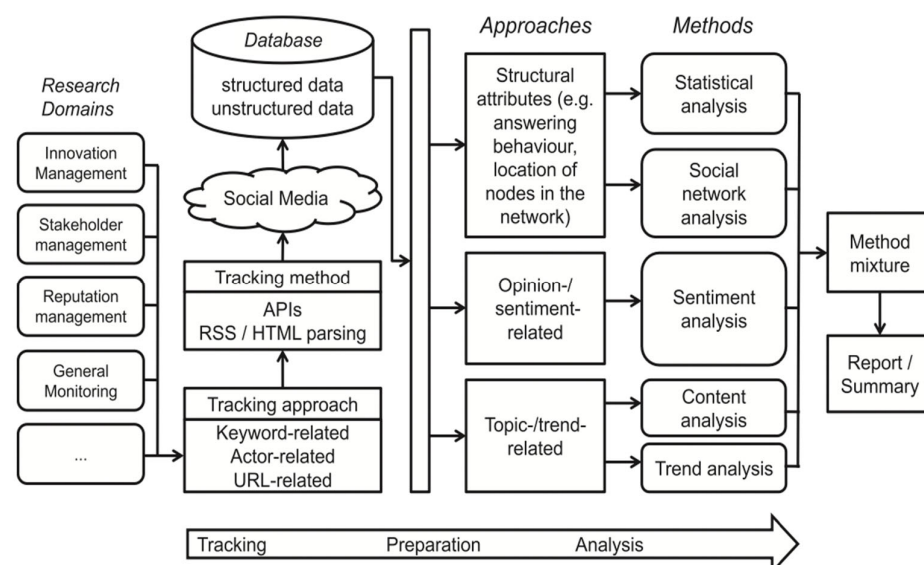 Research
Domains
Innovation
Management
Stakeholder
management
Reputation
management
General
Monitoring
...
Database
structured data
unstructured data
Social Media
Tracking method
APIs
RSS / HTML parsing
Tracking approach
Keyword-related
Actor-related
URL-related
Approaches
Structural
attributes (e.g.
answering
behaviour,
location of
nodes in the
network)
Opinion-/
sentiment-
related
Topic-/trend-
related
Methods
Statistical
analysis
Social
network
analysis
Sentiment
analysis
Content
analysis
Trend analysis
Method
mixture
Report /
Summary
Tracking Preparation Analysis